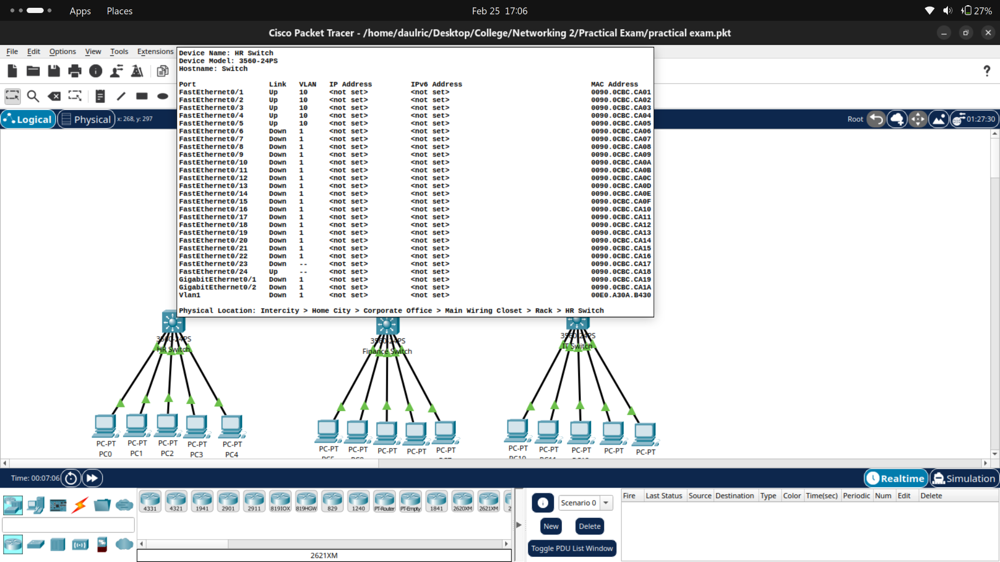 Apps Places Feb 25 17:06 27%
Cisco Packet Tracer - /home/daulric/Desktop/College/Networking 2/Practical Exam/practical exam.pkt
File Edit Options View Tools Extensions
Device Name: HR Switch
Device Model: 3560-24PS
Hostname: Switch
Port Link VLAN IP Address IPv6 Address MAC Address
FastEthernet0/1 Up 10 <not set> <not set> 0090.0CBC.CA01
FastEthernet0/2 Up 10 <not set> <not set> 0090.0CBC.CA02
FastEthernet0/3 Up 10 <not set> <not set> 0090.0CBC.CA03
FastEthernet0/4 Up 10 <not set> <not set> 0090.0CBC.CA04
FastEthernet0/5 Up 10 <not set> <not set> 0090.0CBC.CA05
FastEthernet0/6 Down 1 <not set> <not set> 0090.0CBC.CA06
FastEthernet0/7 Down 1 <not set> <not set> 0090.0CBC.CA07
FastEthernet0/8 Down 1 <not set> <not set> 0090.0CBC.CA08
FastEthernet0/9 Down 1 <not set> <not set> 0090.0CBC.CA09
FastEthernet0/10 Down 1 <not set> <not set> 0090.0CBC.CA0A
FastEthernet0/11 Down 1 <not set> <not set> 0090.0CBC.CA0B
FastEthernet0/12 Down 1 <not set> <not set> 0090.0CBC.CA0C
FastEthernet0/13 Down 1 <not set> <not set> 0090.0CBC.CA0D
FastEthernet0/14 Down 1 <not set> <not set> 0090.0CBC.CA0E
FastEthernet0/15 Down 1 <not set> <not set> 0090.0CBC.CA0F
FastEthernet0/16 Down 1 <not set> <not set> 0090.0CBC.CA10
FastEthernet0/17 Down 1 <not set> <not set> 0090.0CBC.CA11
FastEthernet0/18 Down 1 <not set> <not set> 0090.0CBC.CA12
FastEthernet0/19 Down 1 <not set> <not set> 0090.0CBC.CA13
FastEthernet0/20 Down 1 <not set> <not set> 0090.0CBC.CA14
FastEthernet0/21 Down 1 <not set> <not set> 0090.0CBC.CA15
FastEthernet0/22 Down 1 <not set> <not set> 0090.0CBC.CA16
FastEthernet0/23 Down -- <not set> <not set> 0090.0CBC.CA17
FastEthernet0/24 Up -- <not set> <not set> 0090.0CBC.CA18
GigabitEthernet0/1 Down 1 <not set> <not set> 0090.0CBC.CA19
GigabitEthernet0/2 Down 1 <not set> <not set> 0090.0CBC.CA1A
Vlan1 Down 1 <not set> <not set> 00E0.A30A.B430
Physical Location: Intercity > Home City > Corporate Office > Main Wiring Closet > Rack > HR Switch
Logical Physical x: 268, y: 297 Root 01:27:30
3560-24PS 3560-24PS 3560-24PS
HR Switch Finance Switch IT Switch
PC-PT PC-PT PC-PT PC-PT PC-PT PC-PT PC-PT PC-PT PC-PT PC-PT PC-PT PC-PT PC-PT PC-PT PC-PT
PC0 PC1 PC2 PC3 PC4 PC10 PC11
Time: 00:07:06 Realtime Simulation
4331 4321 1941 2901 2911 819IOX 819HGW 829 1240 PT-Router PT-Empty 1841 2620XM 2621XM 2
2621XM
Scenario 0
New Delete
Toggle PDU List Window
Fire Last Status Source Destination Type Color Time(sec) Periodic Num Edit Delete